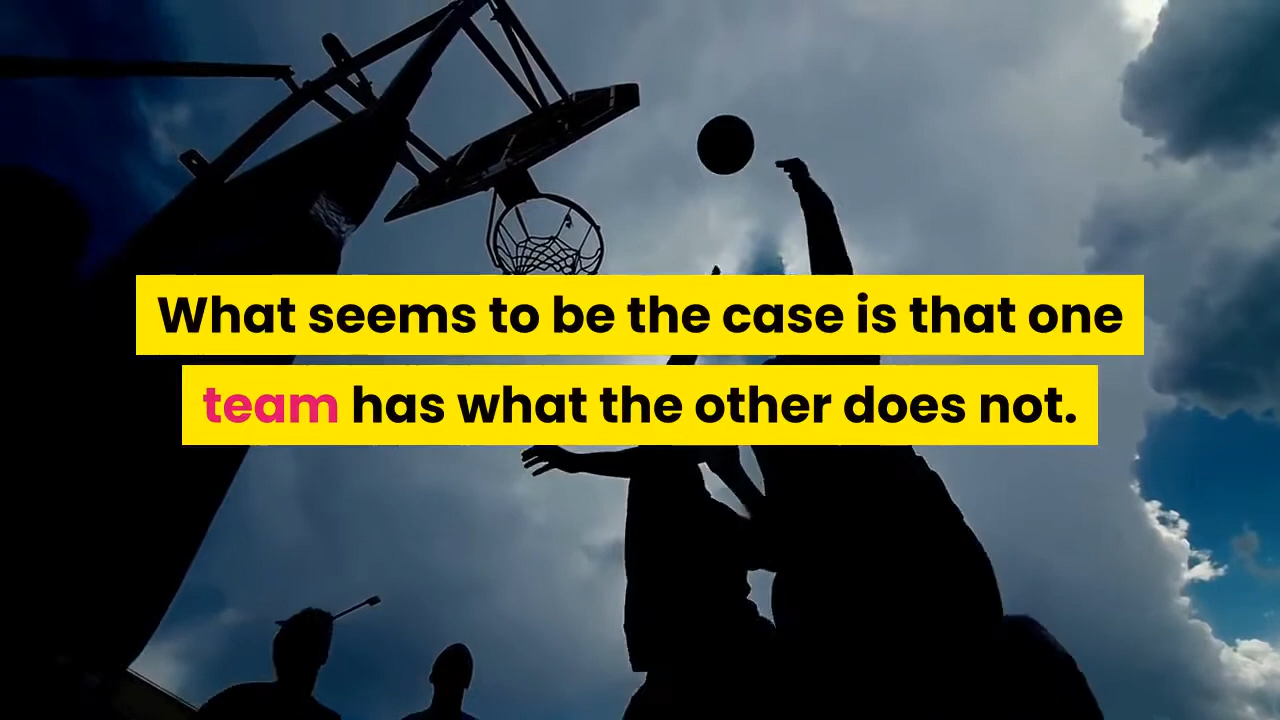 What seems to be the case is that one
team has what the other does not.